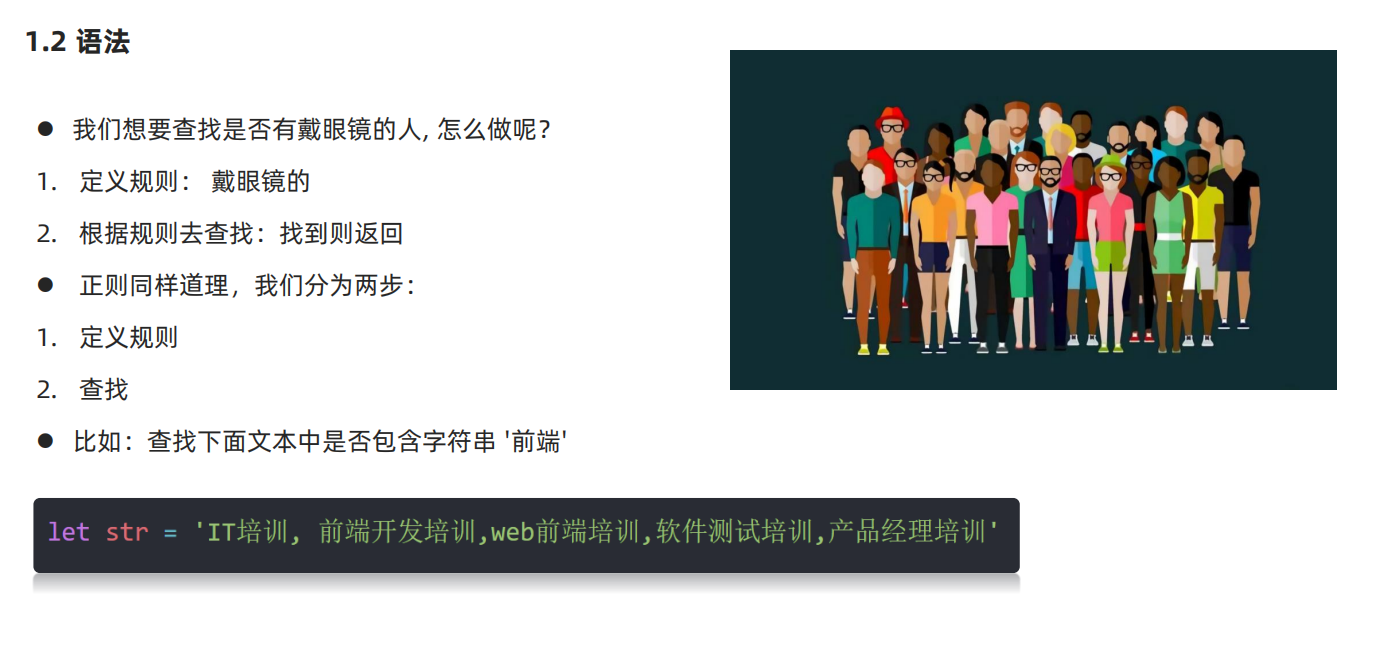 1.2 语法
● 我们想要查找是否有戴眼镜的人, 怎么做呢？
1. 定义规则： 戴眼镜的
2. 根据规则去查找：找到则返回
● 正则同样道理，我们分为两步：
1. 定义规则
2. 查找
● 比如：查找下面文本中是否包含字符串 '前端'
let str = 'IT培训, 前端开发培训,web前端培训,软件测试培训,产品经理培训'